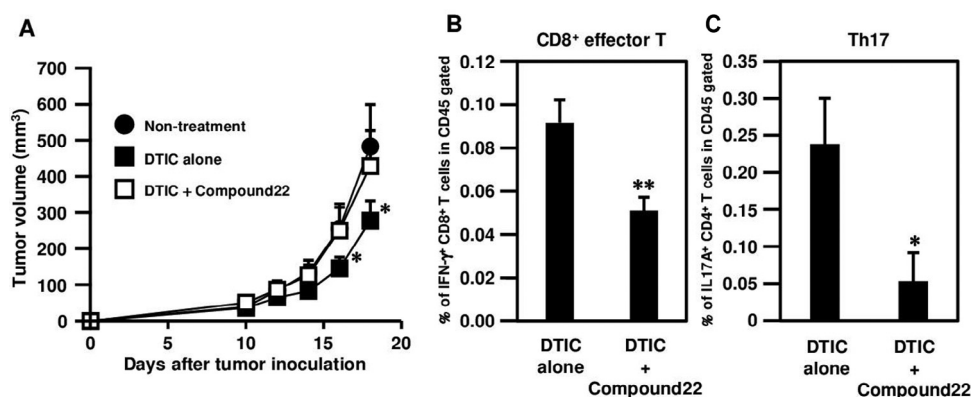 A
Tumor volume (mm³)
700
600
500
400
300
200
100
0
Non-treatment
DTIC alone
DTIC + Compound22
*
*
0
5
10
15
20
Days after tumor inoculation
B
CD8⁺ effector T
% of IFN-γ⁺ CD8⁺ T cells in CD45 gated
0.12
0.10
0.08
0.06
0.04
0.02
0.00
**
DTIC
alone
DTIC
+
Compound22
C
Th17
% of IL17A⁺ CD4⁺ T cells in CD45 gated
0.35
0.30
0.25
0.20
0.15
0.10
0.05
0
*
DTIC
alone
DTIC
+
Compound22